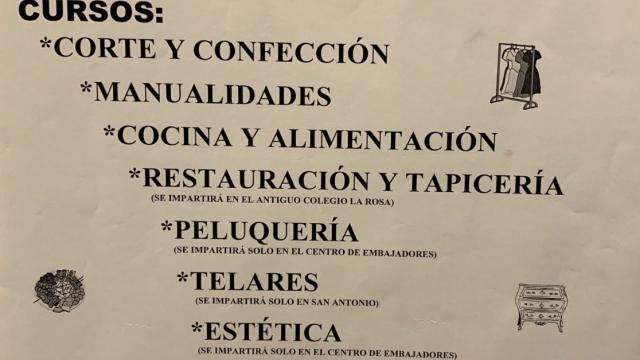 CURSOS:
*CORTE Y CONFECCIÓN
*MANUALIDADES
*COCINA Y ALIMENTACIÓN
*RESTAURACIÓN Y TAPICERÍA
(SE IMPARTIRÁ EN EL ANTIGUO COLEGIO LA ROSA)
*PELUQUERÍA
(SE IMPARTIRÁ SOLO EN EL CENTRO DE EMBAJADORES)
*TELARES
(SE IMPARTIRÁ SOLO EN SAN ANTONIO)
*ESTÉTICA
(SE IMPARTIRÁ SOLO EN EL CENTRO DE EMBAJADORES)